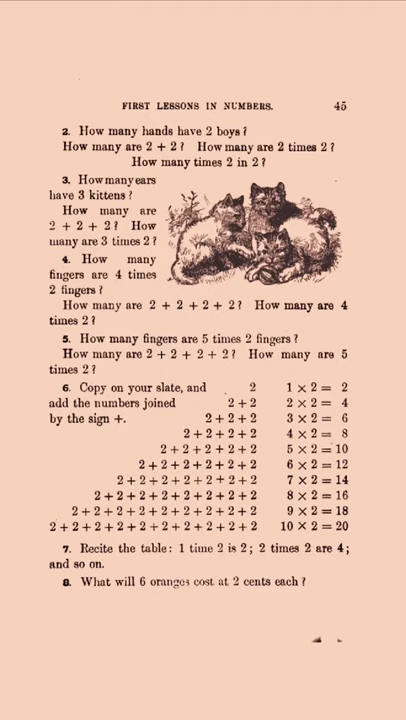 FIRST LESSONS IN NUMBERS. 45
2. How many hands have 2 boys?
How many are 2 + 2? How many are 2 times 2?
How many times 2 in 2?
3. How many ears
have 3 kittens?
How many are
2 + 2 + 2? How
many are 3 times 2?
4. How many
fingers are 4 times
2 fingers?
How many are 2 + 2 + 2 + 2? How many are 4
times 2?
5. How many fingers are 5 times 2 fingers?
How many are 2 + 2 + 2 + 2? How many are 5
times 2?
6. Copy on your slate, and 2 1 × 2 = 2
add the numbers joined 2 + 2 2 × 2 = 4
by the sign +. 2 + 2 + 2 3 × 2 = 6
2 + 2 + 2 + 2 4 × 2 = 8
2 + 2 + 2 + 2 + 2 5 × 2 = 10
2 + 2 + 2 + 2 + 2 + 2 6 × 2 = 12
2 + 2 + 2 + 2 + 2 + 2 + 2 7 × 2 = 14
2 + 2 + 2 + 2 + 2 + 2 + 2 + 2 8 × 2 = 16
2 + 2 + 2 + 2 + 2 + 2 + 2 + 2 + 2 9 × 2 = 18
2 + 2 + 2 + 2 + 2 + 2 + 2 + 2 + 2 + 2 10 × 2 = 20
7. Recite the table: 1 time 2 is 2; 2 times 2 are 4;
and so on.
8. What will 6 oranges cost at 2 cents each?